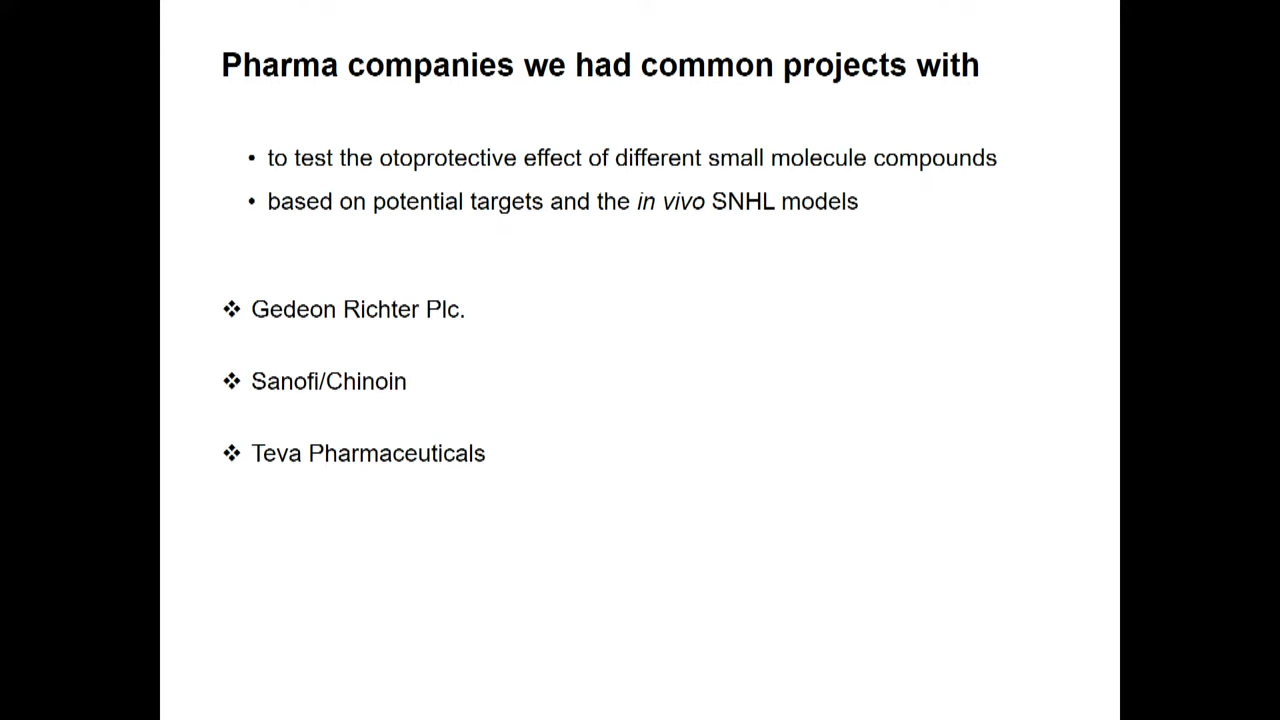 Pharma companies we had common projects with
• to test the otoprotective effect of different small molecule compounds
• based on potential targets and the in vivo SNHL models
❖ Gedeon Richter Plc.
❖ Sanofi/Chinoin
❖ Teva Pharmaceuticals